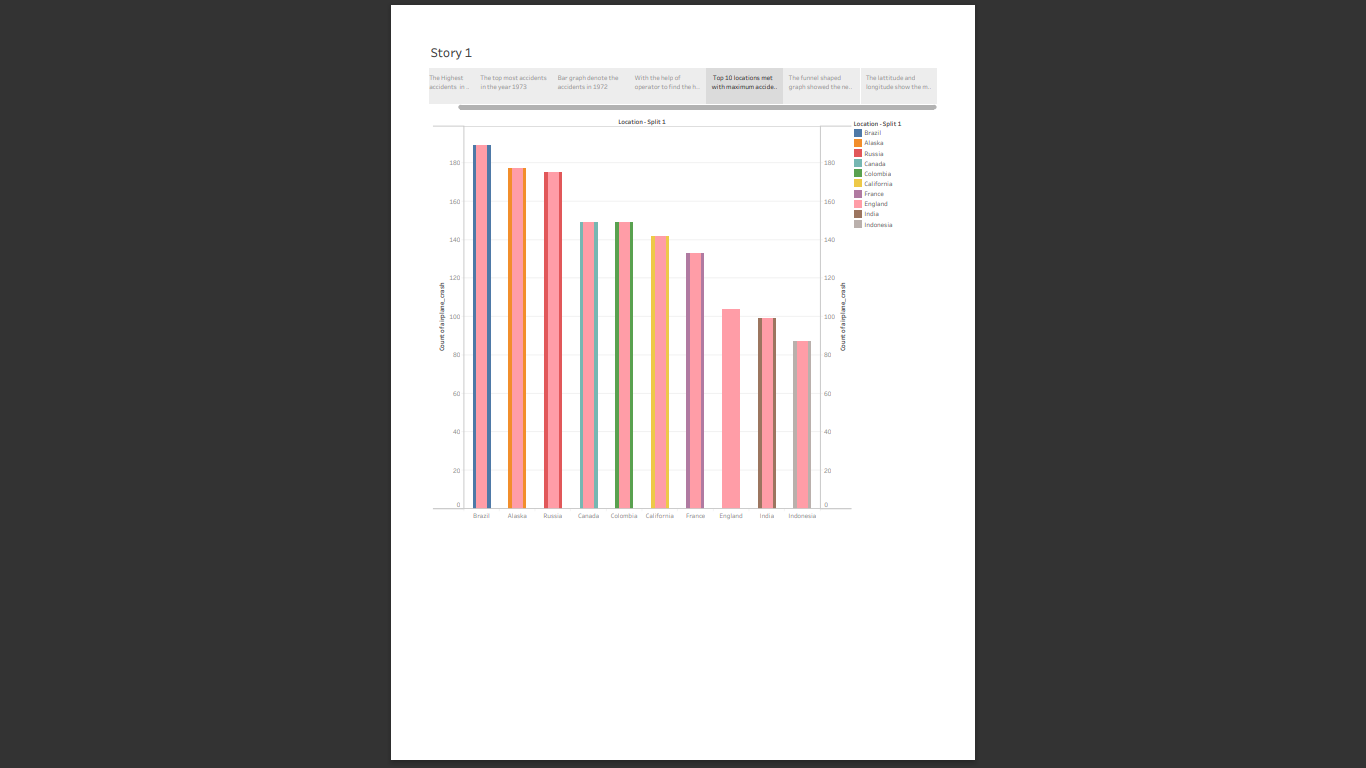 Story 1
The Highest
accidents in ..
The top most accidents
in the year 1973
Bar graph denote the
accidents in 1972
With the help of
operator to find the h..
Top 10 locations met
with maximum accide..
The funnel shaped
graph showed the ne..
The lattitude and
longitude show the m..
Location - Split 1
180
160
140
120
100
80
60
40
20
0
Count of airplane_crash
180
160
140
120
100
80
60
40
20
0
Count of airplane_crash
Brazil
Alaska
Russia
Canada
Colombia
California
France
England
India
Indonesia
Location - Split 1
Brazil
Alaska
Russia
Canada
Colombia
California
France
England
India
Indonesia